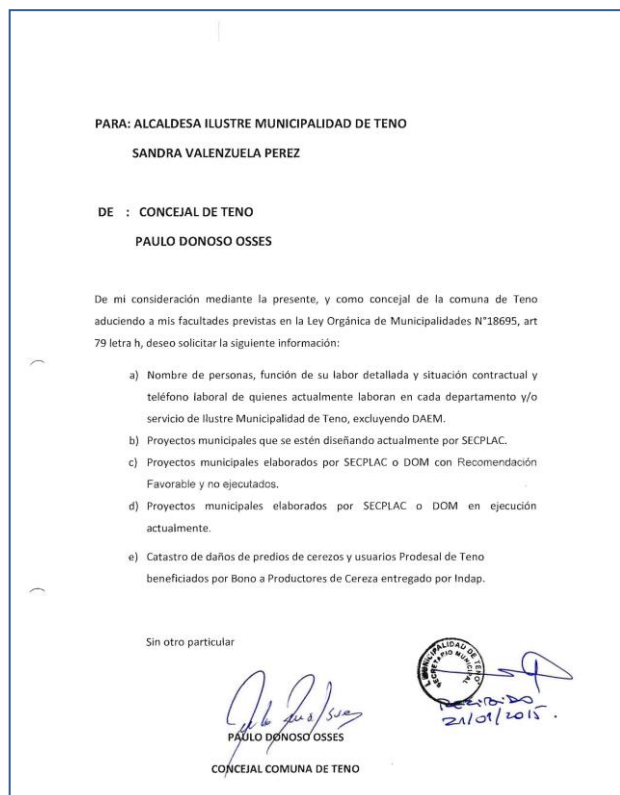 PARA: ALCALDESA ILUSTRE MUNICIPALIDAD DE TENO
SANDRA VALENZUELA PEREZ
DE : CONCEJAL DE TENO
PAULO DONOSO OSSES
De mi consideración mediante la presente, y como concejal de la comuna de Teno
aduciendo a mis facultades previstas en la Ley Orgánica de Municipalidades N°18695, art
79 letra h, deseo solicitar la siguiente información:
a) Nombre de personas, función de su labor detallada y situación contractual y
teléfono laboral de quienes actualmente laboran en cada departamento y/o
servicio de Ilustre Municipalidad de Teno, excluyendo DAEM.
b) Proyectos municipales que se estén diseñando actualmente por SECPLAC.
c) Proyectos municipales elaborados por SECPLAC o DOM con Recomendación
Favorable y no ejecutados.
d) Proyectos municipales elaborados por SECPLAC o DOM en ejecución
actualmente.
e) Catastro de daños de predios de cerezos y usuarios Prodesal de Teno
beneficiados por Bono a Productores de Cereza entregado por Indap.
Sin otro particular
I. MUNICIPALIDAD DE TENO
SECRETARIO MUNICIPAL
RECIBIDO
21/01/2015.
PAULO DONOSO OSSES
CONCEJAL COMUNA DE TENO